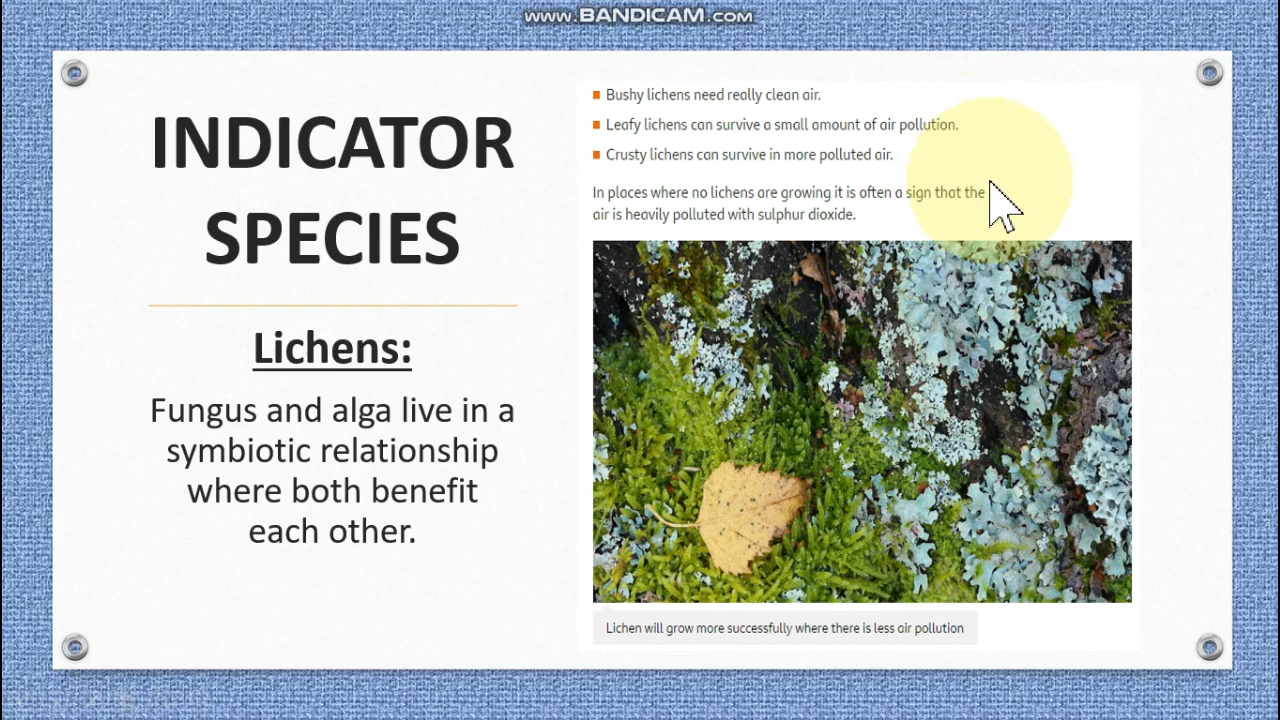 www.BANDICAM.com
INDICATOR
SPECIES
Lichens:
Fungus and alga live in a
symbiotic relationship
where both benefit
each other.
Bushy lichens need really clean air.
Leafy lichens can survive a small amount of air pollution.
Crusty lichens can survive in more polluted air.
In places where no lichens are growing it is often a sign that the
air is heavily polluted with sulphur dioxide.
Lichen will grow more successfully where there is less air pollution